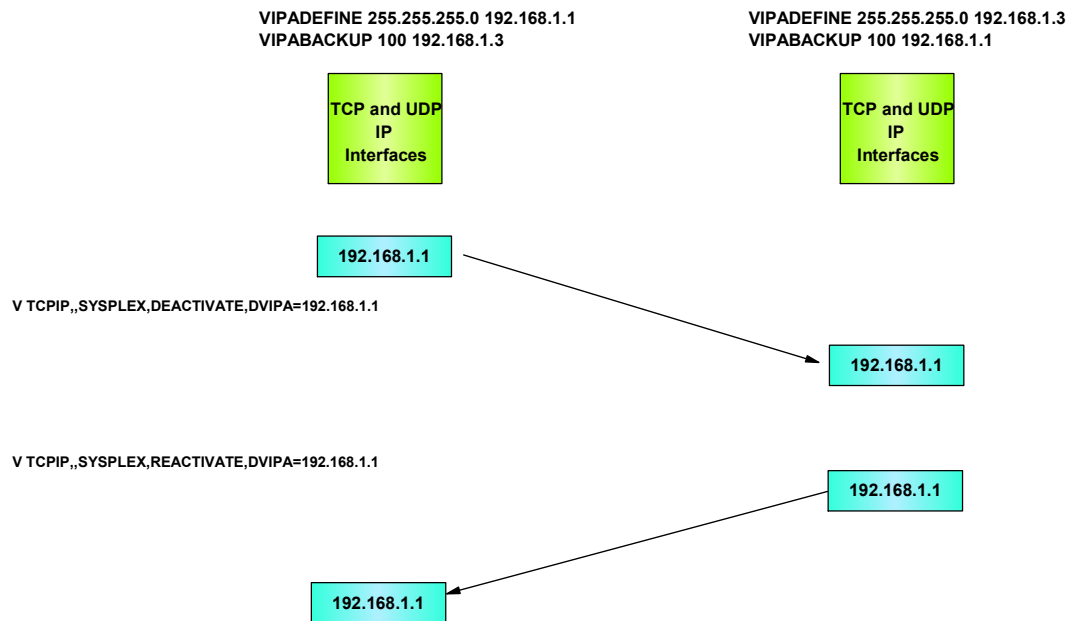 VIPADEFINE 255.255.255.0 192.168.1.1
VIPABACKUP 100 192.168.1.3
VIPADEFINE 255.255.255.0 192.168.1.3
VIPABACKUP 100 192.168.1.1
TCP and UDP
IP
Interfaces
TCP and UDP
IP
Interfaces
192.168.1.1
V TCPIP,,SYSPLEX,DEACTIVATE,DVIPA=192.168.1.1
192.168.1.1
V TCPIP,,SYSPLEX,REACTIVATE,DVIPA=192.168.1.1
192.168.1.1
192.168.1.1